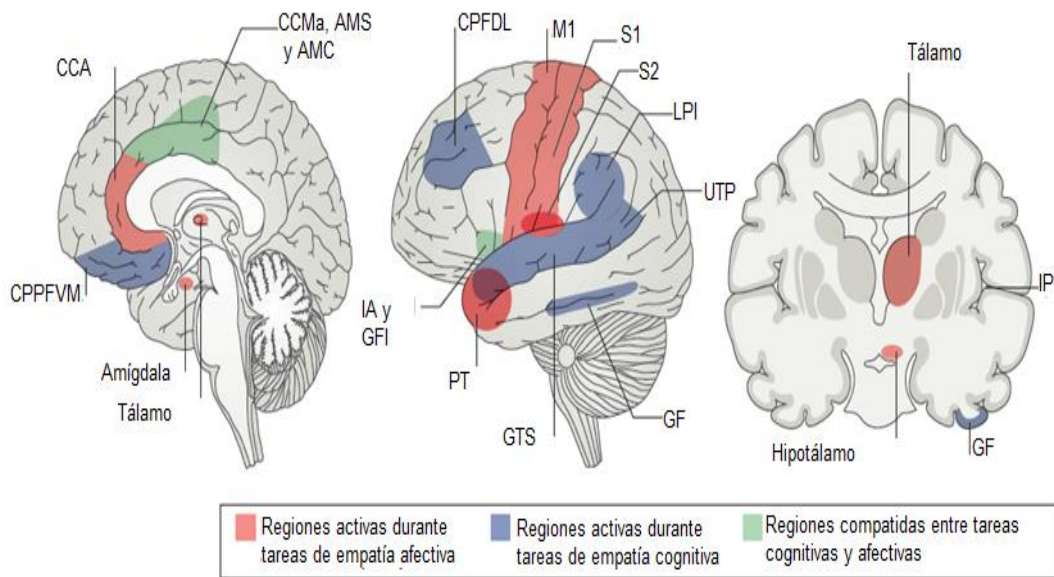 CCA
CCMa, AMS
y AMC
CPPFVM
Amígdala
Tálamo
CPFDL
M1
S1
S2
LPI
UTP
IA y
GFI
PT
GTS
GF
Tálamo
IP
Hipotálamo
GF
Regiones activas durante
tareas de empatía afectiva
Regiones activas durante
tareas de empatía cognitiva
Regiones compatidas entre tareas
cognitivas y afectivas